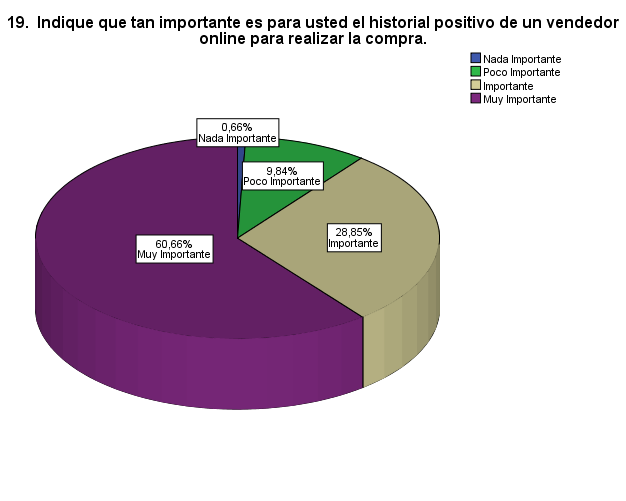 19.  Indique que tan importante es para usted el historial positivo de un vendedor
online para realizar la compra.
Nada Importante
Poco Importante
Importante
Muy Importante
0,66%
Nada Importante
9,84%
Poco Importante
28,85%
Importante
60,66%
Muy Importante